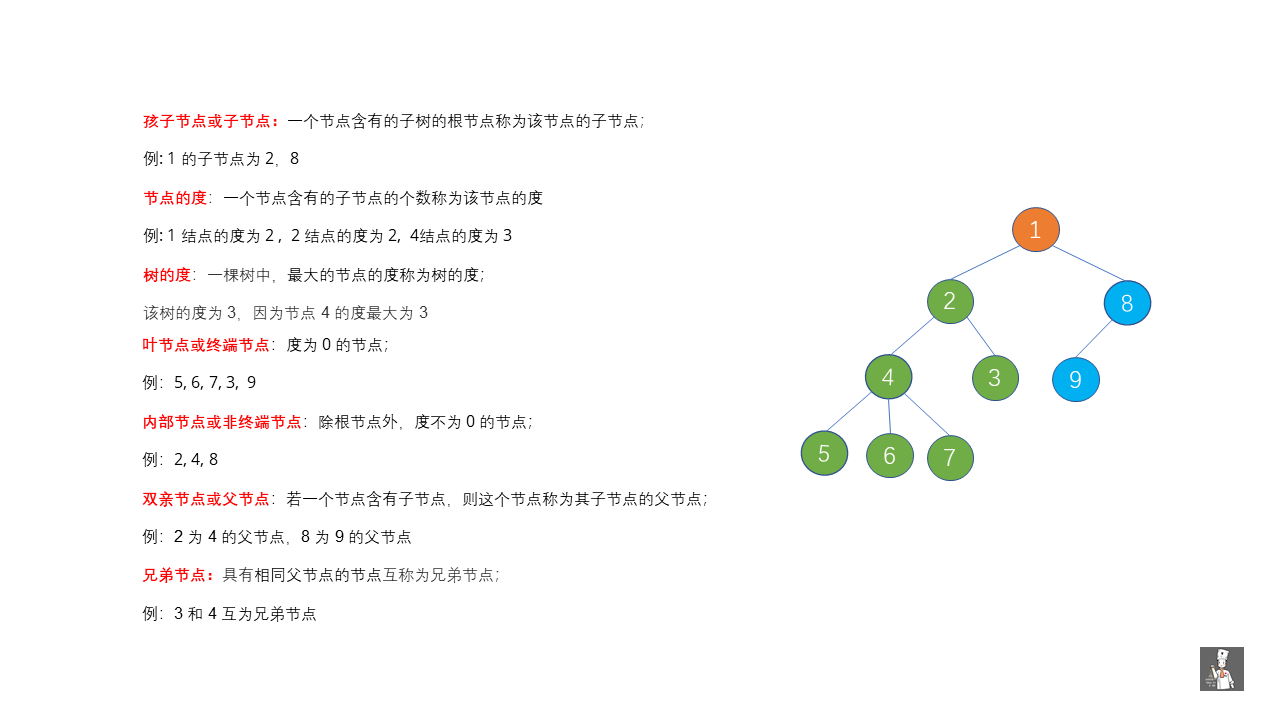 孩子节点或子节点：一个节点含有的子树的根节点称为该节点的子节点；
例: 1 的子节点为 2，8
节点的度：一个节点含有的子节点的个数称为该节点的度
例: 1 结点的度为 2 , 2 结点的度为 2, 4结点的度为 3
树的度：一棵树中，最大的节点的度称为树的度；
该树的度为 3，因为节点 4 的度最大为 3
叶节点或终端节点：度为 0 的节点；
例：5, 6, 7, 3, 9
内部节点或非终端节点：除根节点外，度不为 0 的节点；
例：2, 4, 8
双亲节点或父节点：若一个节点含有子节点，则这个节点称为其子节点的父节点；
例：2 为 4 的父节点，8 为 9 的父节点
兄弟节点：具有相同父节点的节点互称为兄弟节点；
例：3 和 4 互为兄弟节点
1
2
8
4
3
9
5
6
7